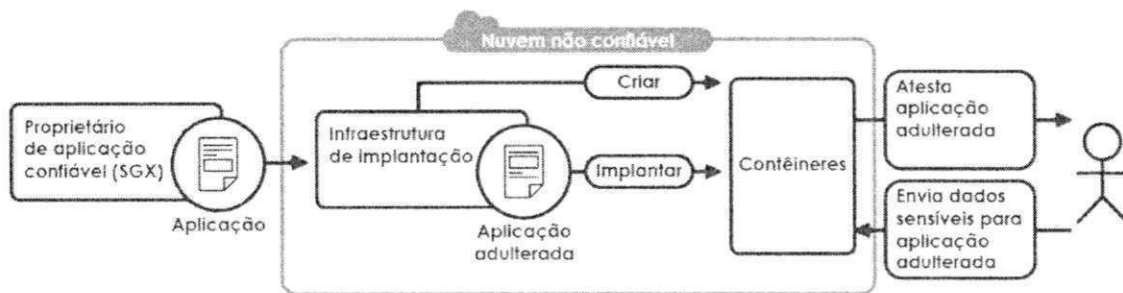 Nuvem não confiável
Criar
Proprietário
de aplicação
confiável (SGX)
Aplicação
Infraestrutura
de implantação
Aplicação
adulterada
Implantar
Contêineres
Atesta
aplicação
adulterada
Envia dados
sensíveis para
aplicação
adulterada